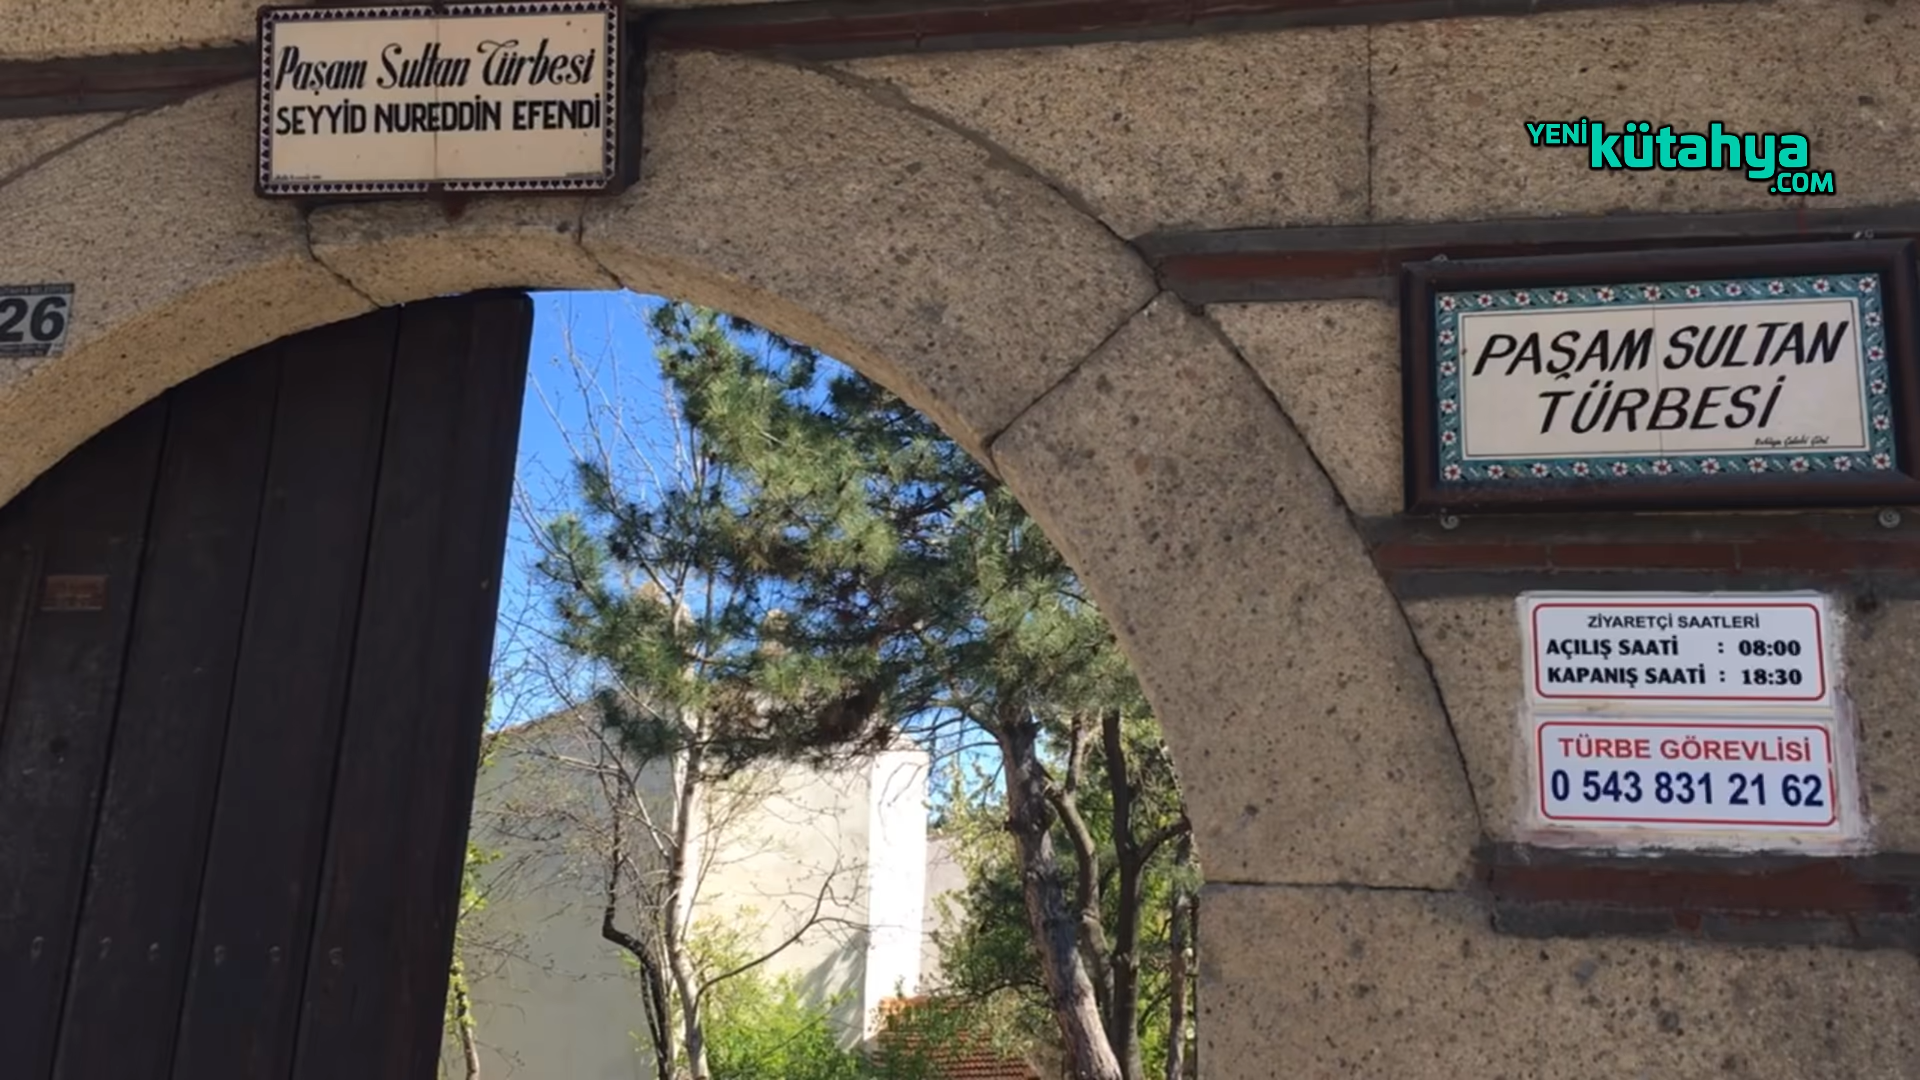 Paşam Sultan Türbesi
SEYYİD NUREDDİN EFENDİ
YENİ
kütahya
.COM
26
PAŞAM SULTAN
TÜRBESİ
ZİYARETÇİ SAATLERİ
AÇILIŞ SAATİ : 08:00
KAPANIŞ SAATİ : 18:30
TÜRBE GÖREVLİSİ
0 543 831 21 62